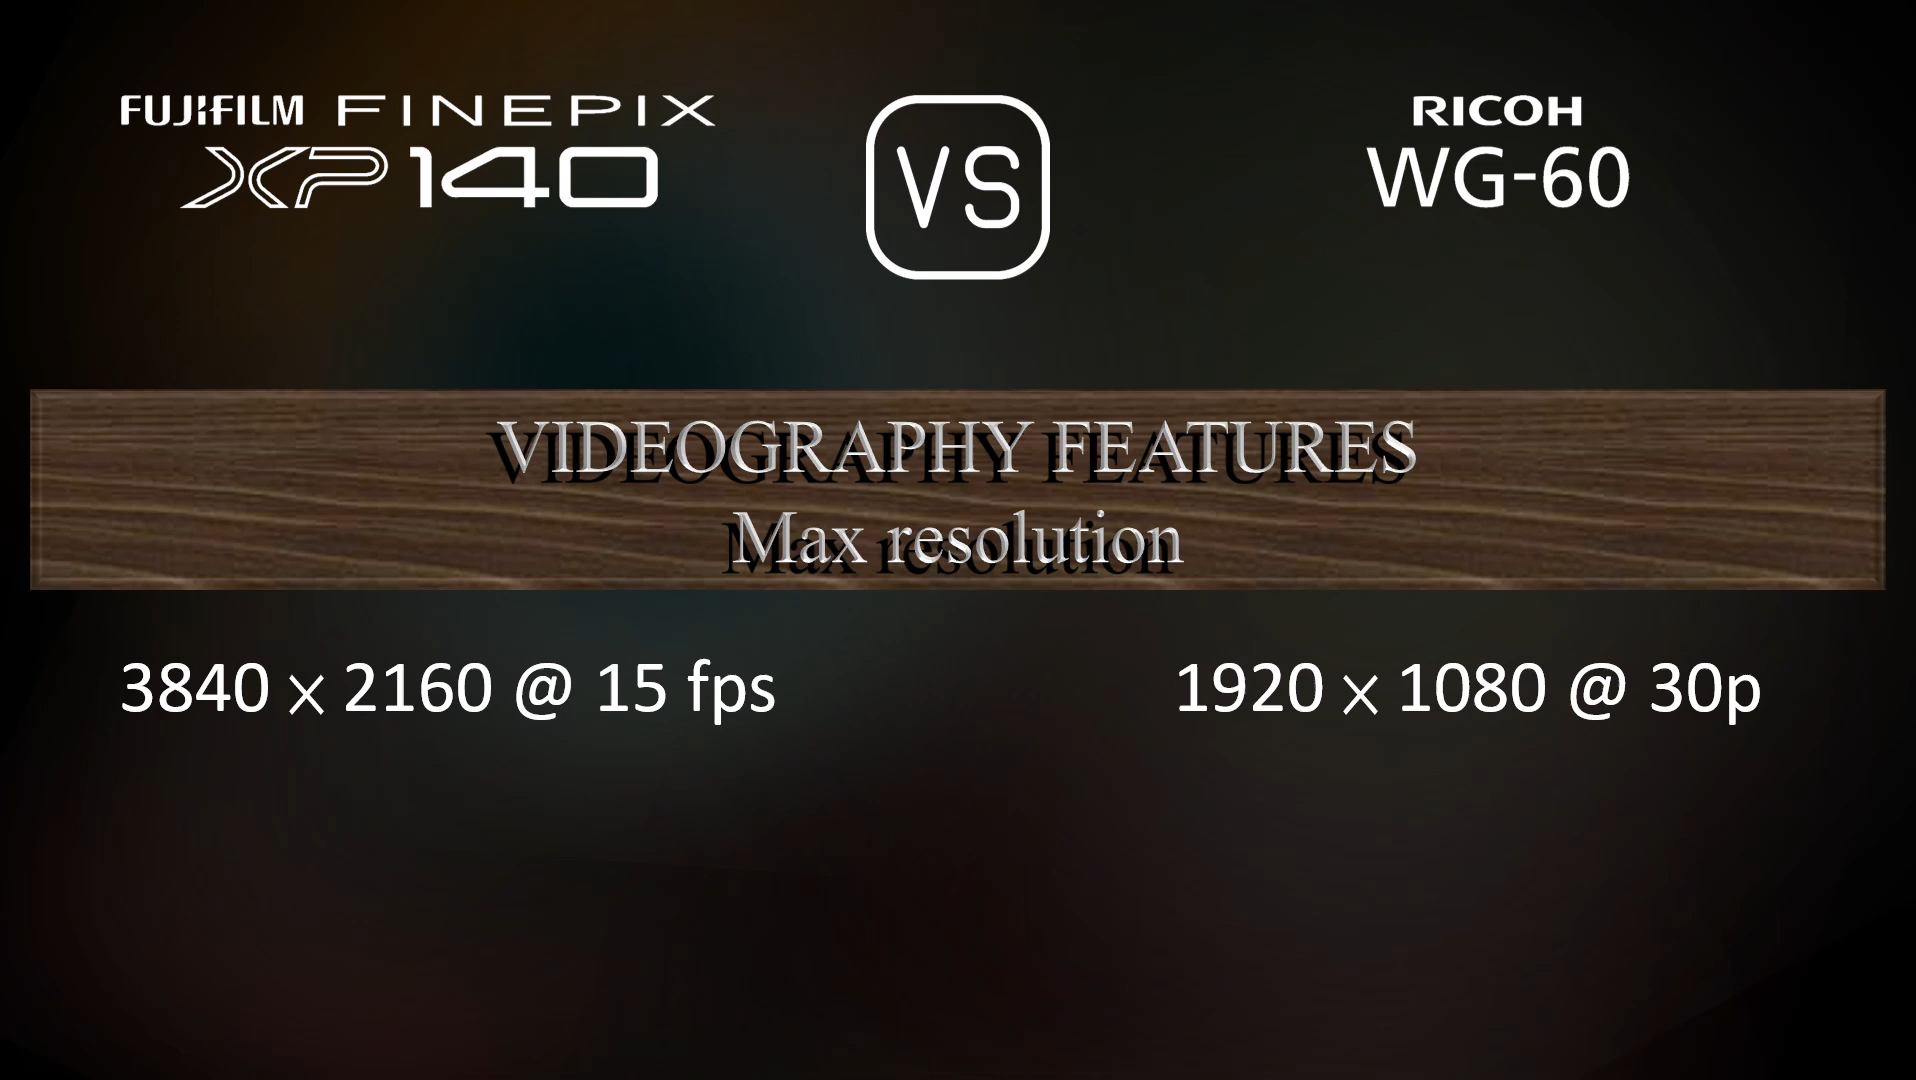 FUJIFILM FINEPIX
XP140
VS
RICOH
WG-60
VIDEOGRAPHY FEATURES
Max resolution
3840 x 2160 @ 15 fps
1920 x 1080 @ 30p